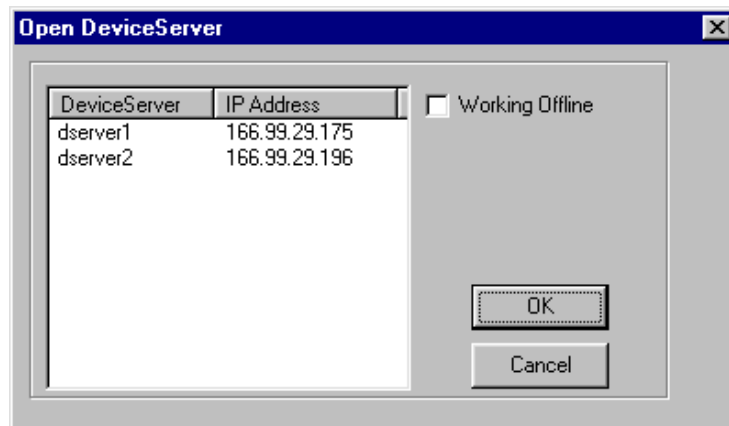 Open DeviceServer
DeviceServer IP Address
dserver1 166.99.29.175
dserver2 166.99.29.196
Working Offline
OK
Cancel